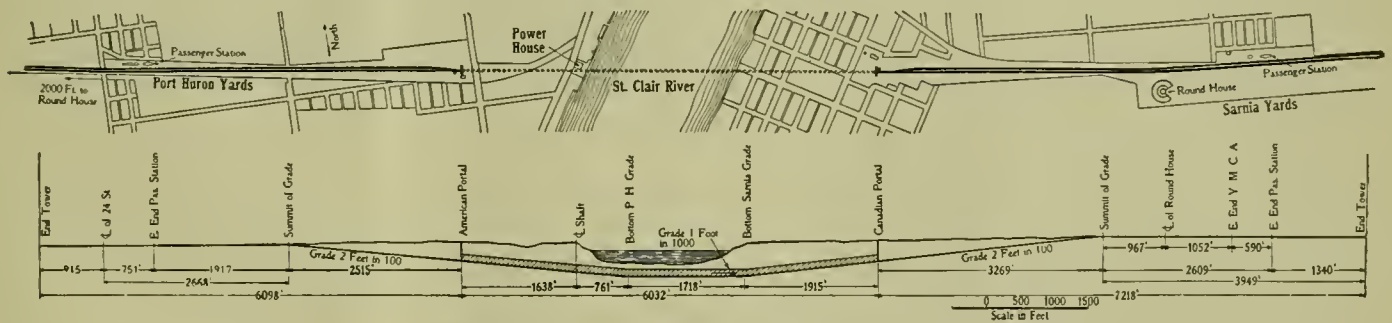 Passenger Station
North
Power
House
Port Huron Yards
2000 Ft. to
Round House
St. Clair River
Passenger Station
Round House
Sarnia Yards
End Tower
℄ of 24 St
E. End Pas. Station
Summit of Grade
American Portal
℄ Shaft
Bottom P H Grade
Bottom Sarnia Grade
Canadian Portal
Summit of Grade
℄ of Round House
E End Y M C A
E End Pas. Station
End Tower
Grade 1 Foot
in 1000
Grade 2 Feet in 100
Grade 2 Feet in 100
967' 1052' 590'
915 751' 1917 2515' 3269' 2609' 1340'
2668' 3949'
1638' 761' 1718' 1915'
6098' 6032' 7218'
0 500 1000 1500
Scale in Feet